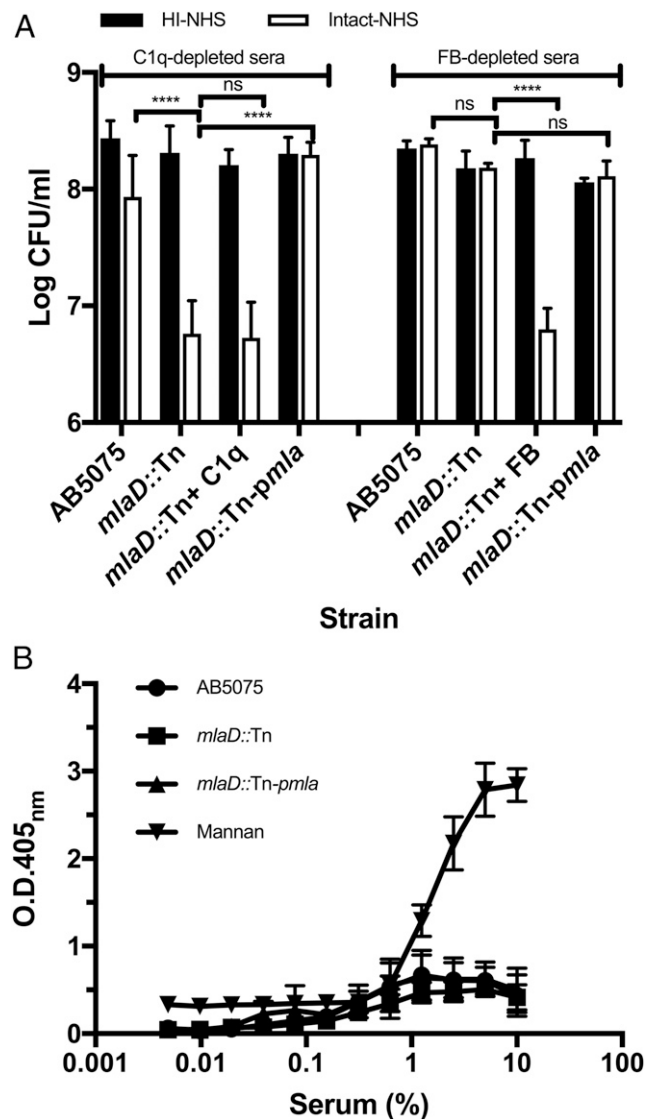 A
HI-NHS
Intact-NHS
C1q-depleted sera
FB-depleted sera
ns
****
****
****
ns
ns
9
8
7
6
Log CFU/ml
AB5075
mlaD::Tn
mlaD::Tn+ C1q
mlaD::Tn-pmla
AB5075
mlaD::Tn
mlaD::Tn+ FB
mlaD::Tn-pmla
Strain
B
AB5075
mlaD::Tn
mlaD::Tn-pmla
Mannan
4
3
2
1
0
O.D.405nm
0.001
0.01
0.1
1
10
100
Serum (%)